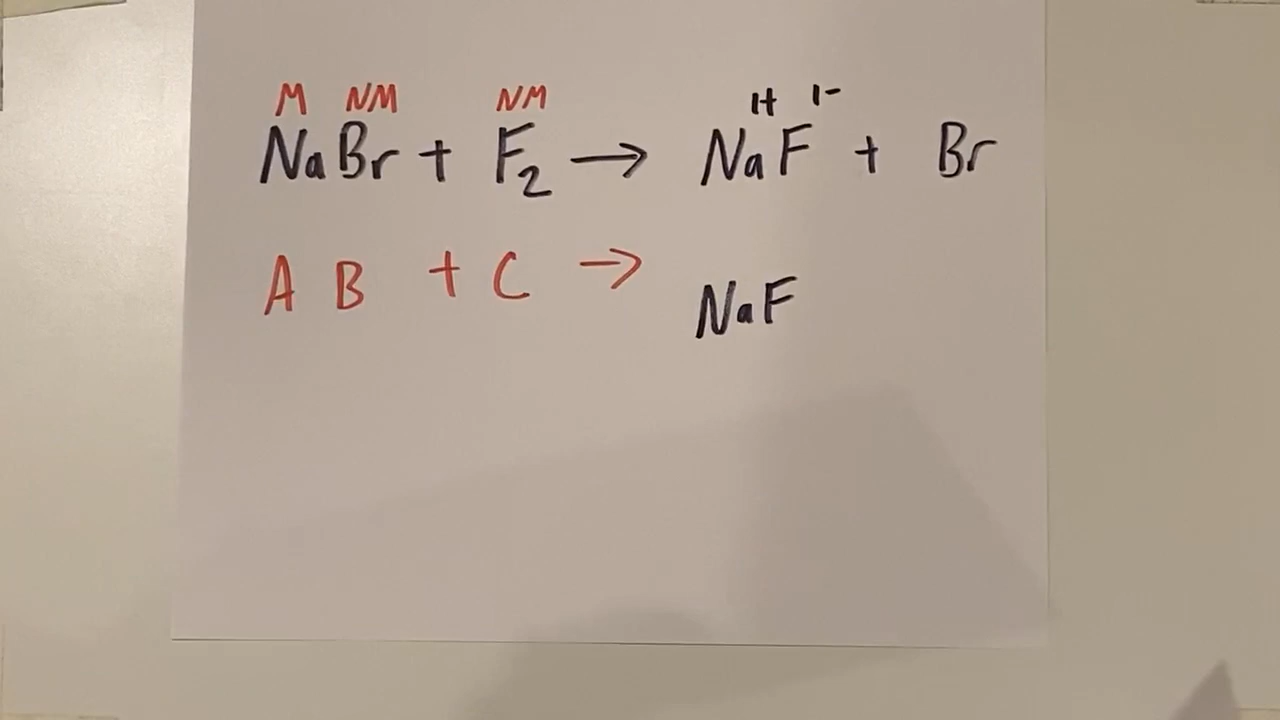 M NM NM 1+ 1-
NaBr + F2 → NaF + Br
A B + C →
NaF